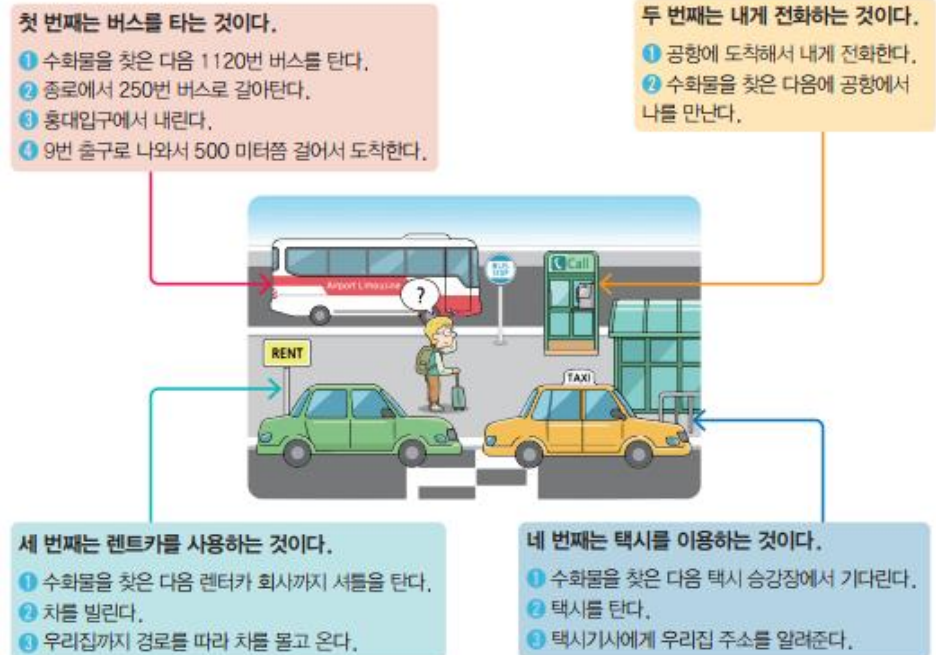 첫 번째는 버스를 타는 것이다.
❶ 수화물을 찾은 다음 1120번 버스를 탄다.
❷ 종로에서 250번 버스로 갈아탄다.
❸ 홍대입구에서 내린다.
❹ 9번 출구로 나와서 500 미터쯤 걸어서 도착한다.
두 번째는 내게 전화하는 것이다.
❶ 공항에 도착해서 내게 전화한다.
❷ 수화물을 찾은 다음에 공항에서
나를 만난다.
Airport Limousine
?
BUS
STOP
Call
RENT
TAXI
세 번째는 렌트카를 사용하는 것이다.
❶ 수화물을 찾은 다음 렌터카 회사까지 셔틀을 탄다.
❷ 차를 빌린다.
❸ 우리집까지 경로를 따라 차를 몰고 온다.
네 번째는 택시를 이용하는 것이다.
❶ 수화물을 찾은 다음 택시 승강장에서 기다린다.
❷ 택시를 탄다.
❸ 택시기사에게 우리집 주소를 알려준다.